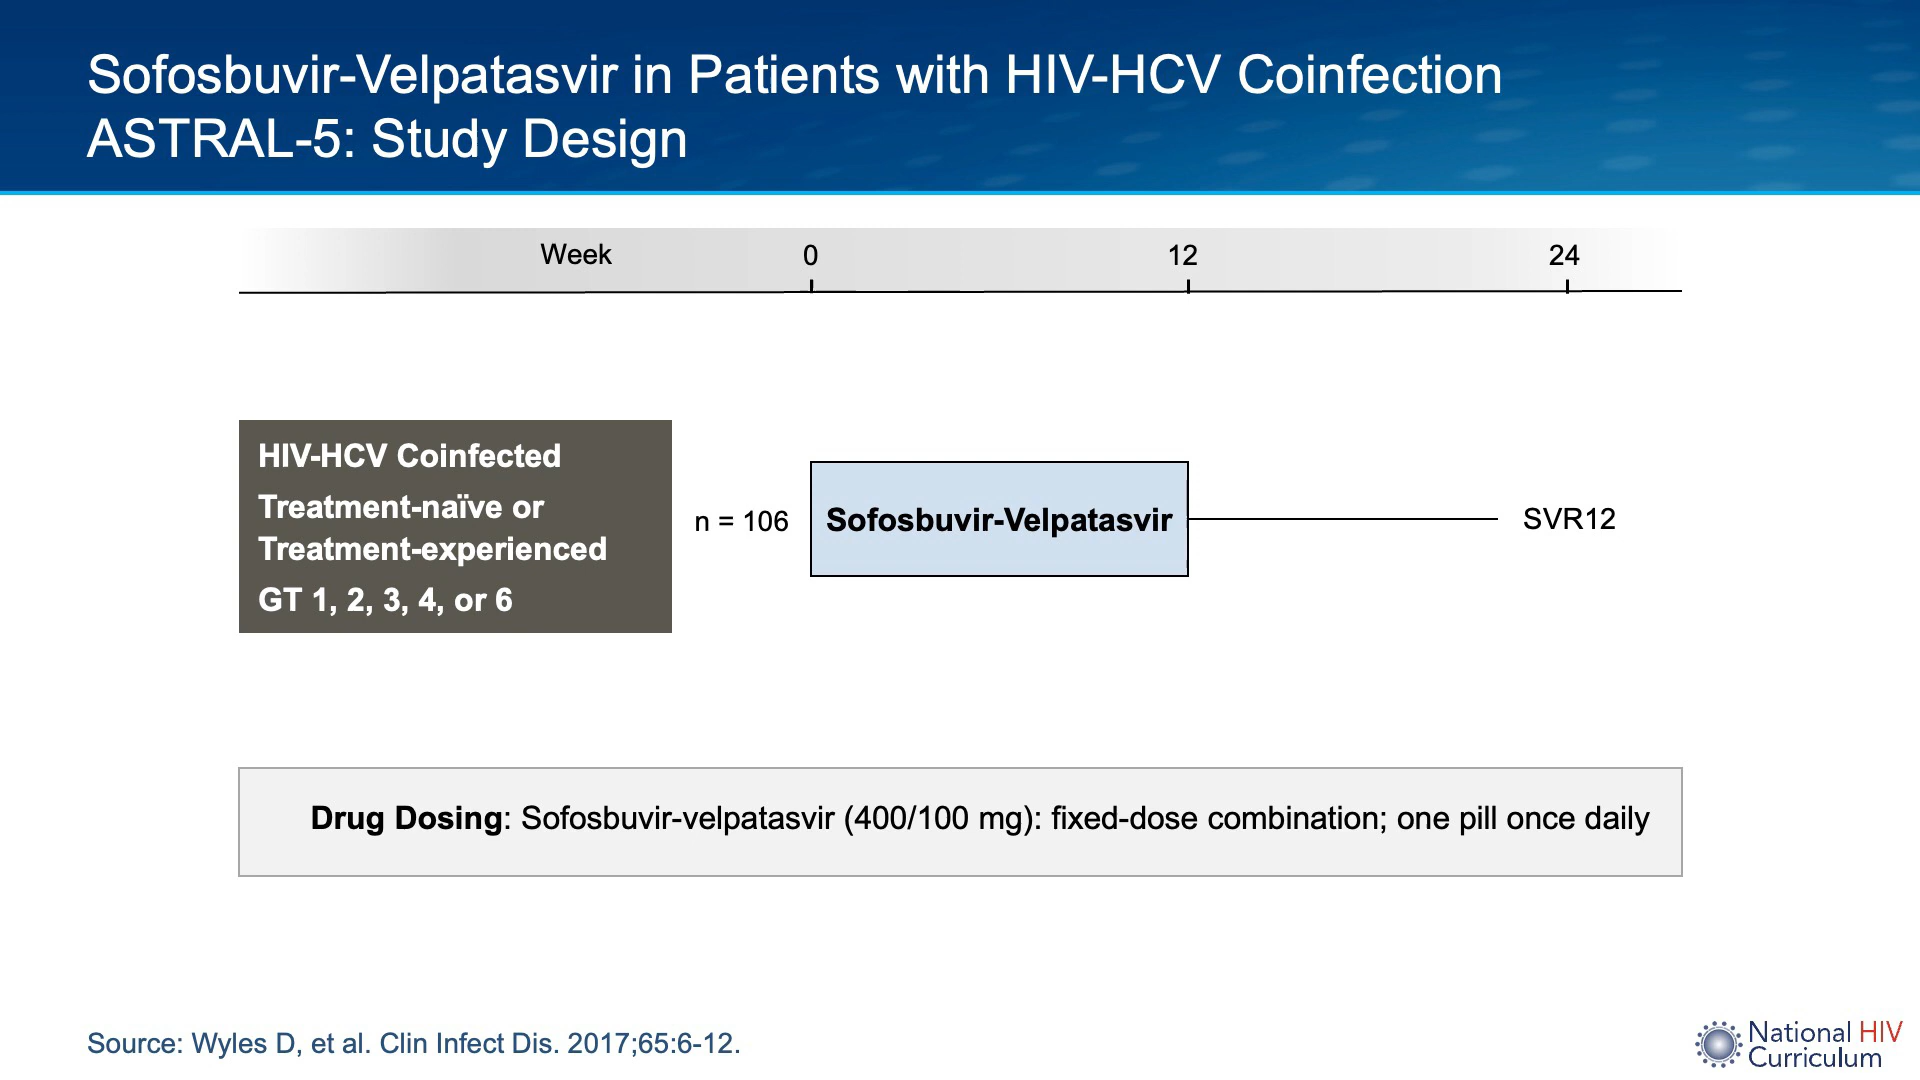 Sofosbuvir-Velpatasvir in Patients with HIV-HCV Coinfection
ASTRAL-5: Study Design
Week 0 12 24
HIV-HCV Coinfected
Treatment-naïve or
Treatment-experienced
GT 1, 2, 3, 4, or 6
n = 106
Sofosbuvir-Velpatasvir
SVR12
Drug Dosing: Sofosbuvir-velpatasvir (400/100 mg): fixed-dose combination; one pill once daily
Source: Wyles D, et al. Clin Infect Dis. 2017;65:6-12.
National HIV
Curriculum